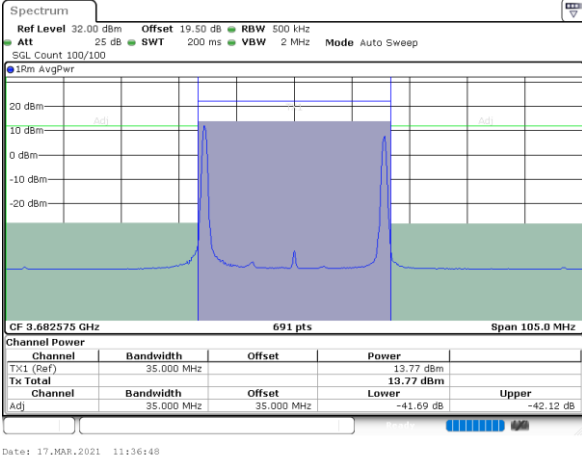 Spectrum
Ref Level 32.00 dBm Offset 19.50 dB RBW 500 kHz
Att 25 dB SWT 200 ms VBW 2 MHz Mode Auto Sweep
SGL Count 100/100
1Rm AvgPwr
20 dBm
Adj Adj
10 dBm
0 dBm
-10 dBm
-20 dBm
CF 3.682575 GHz 691 pts Span 105.0 MHz
Channel Power
Channel Bandwidth Offset Power
TX1 (Ref) 35.000 MHz 13.77 dBm
Tx Total 13.77 dBm
Channel Bandwidth Offset Lower Upper
Adj 35.000 MHz 35.000 MHz -41.69 dB -42.12 dB
Date: 17.MAR.2021 11:36:48